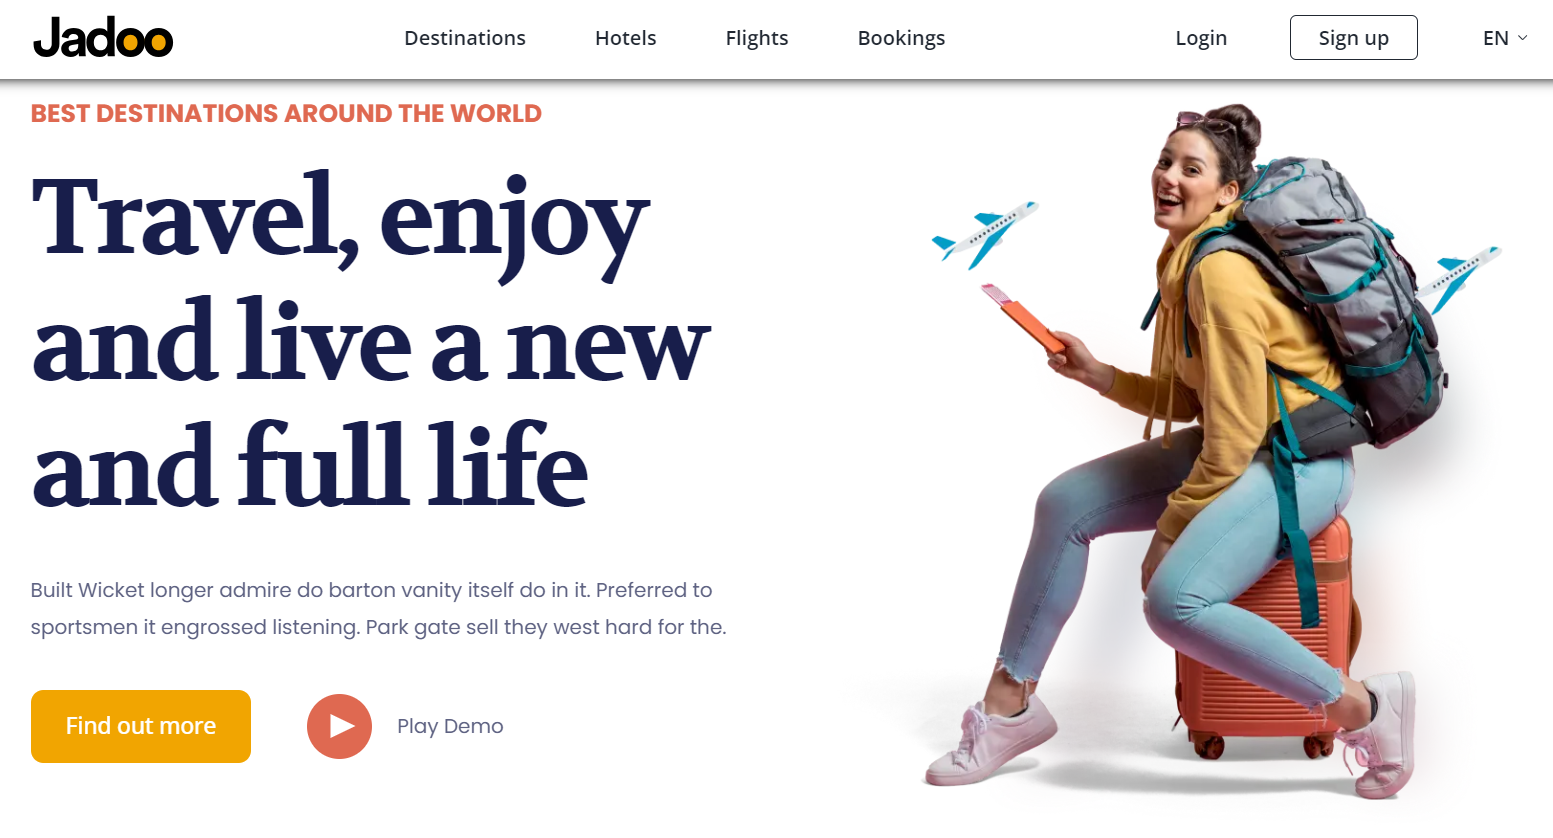 Jadoo
Destinations
Hotels
Flights
Bookings
Login
Sign up
EN
BEST DESTINATIONS AROUND THE WORLD
Travel, enjoy
and live a new
and full life
Built Wicket longer admire do barton vanity itself do in it. Preferred to
sportsmen it engrossed listening. Park gate sell they west hard for the.
Find out more
Play Demo